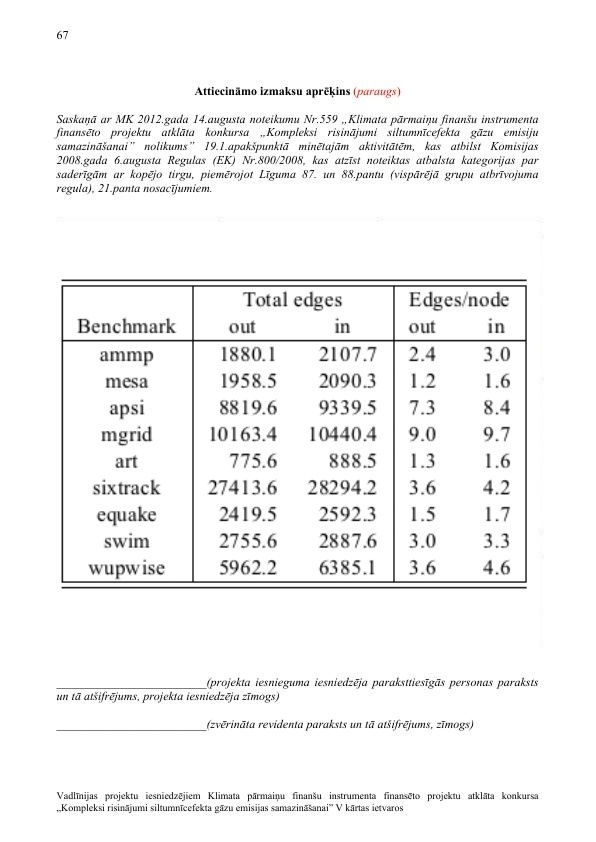 67
Attiecināmo izmaksu aprēķins (paraugs)
Saskaņā ar MK 2012.gada 14.augusta noteikumu Nr.559 „Klimata pārmaiņu finanšu instrumenta
finansēto projektu atklāta konkursa „Kompleksi risinājumi siltumnīcefekta gāzu emisiju
samazināšanai” nolikums” 19.1.apakšpunktā minētajām aktivitātēm, kas atbilst Komisijas
2008.gada 6.augusta Regulas (EK) Nr.800/2008, kas atzīst noteiktas atbalsta kategorijas par
saderīgām ar kopējo tirgu, piemērojot Līguma 87. un 88.pantu (vispārējā grupu atbrīvojuma
regula), 21.panta nosacījumiem.
Total edges Edges/node
Benchmark out in out in
ammp 1880.1 2107.7 2.4 3.0
mesa 1958.5 2090.3 1.2 1.6
apsi 8819.6 9339.5 7.3 8.4
mgrid 10163.4 10440.4 9.0 9.7
art 775.6 888.5 1.3 1.6
sixtrack 27413.6 28294.2 3.6 4.2
equake 2419.5 2592.3 1.5 1.7
swim 2755.6 2887.6 3.0 3.3
wupwise 5962.2 6385.1 3.6 4.6
_________________________(projekta iesnieguma iesniedzēja paraksttiesīgās personas paraksts
un tā atšifrējums, projekta iesniedzēja zīmogs)
_________________________(zvērināta revidenta paraksts un tā atšifrējums, zīmogs)
Vadlīnijas projektu iesniedzējiem Klimata pārmaiņu finanšu instrumenta finansēto projektu atklāta konkursa
„Kompleksi risinājumi siltumnīcefekta gāzu emisijas samazināšanai” V kārtas ietvaros